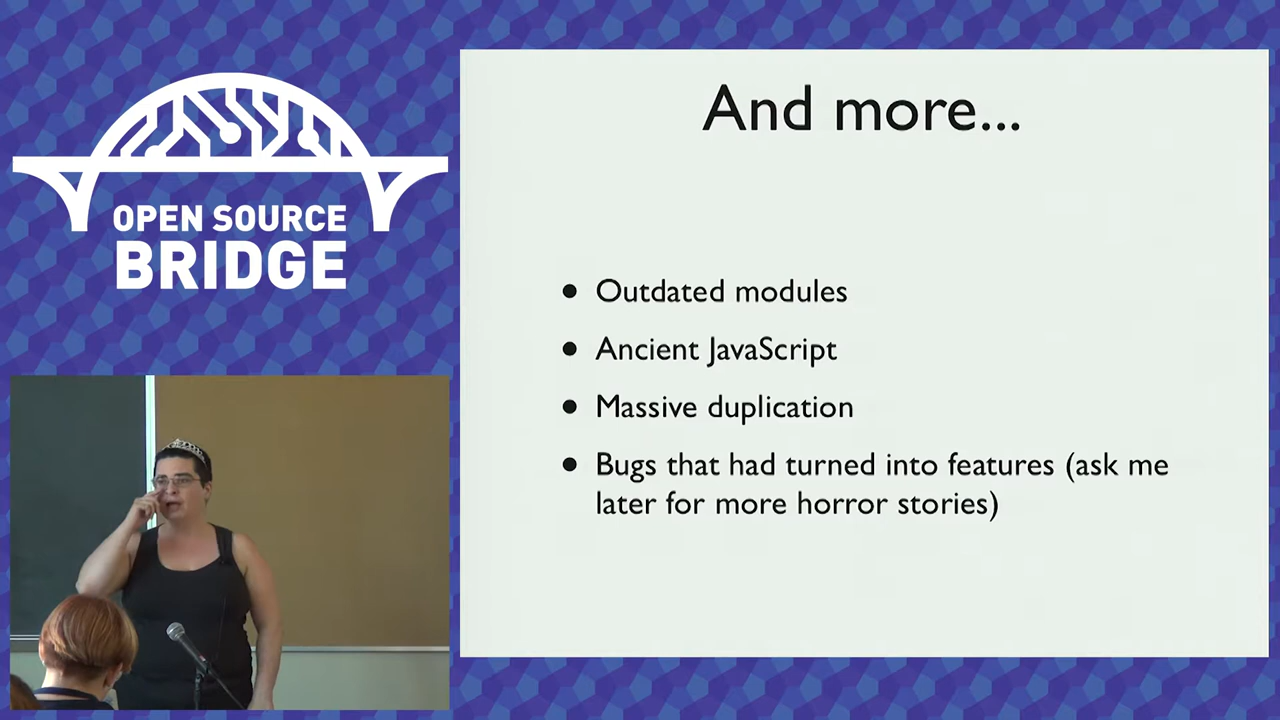 OPEN SOURCE
BRIDGE
And more...
• Outdated modules
• Ancient JavaScript
• Massive duplication
• Bugs that had turned into features (ask me
later for more horror stories)